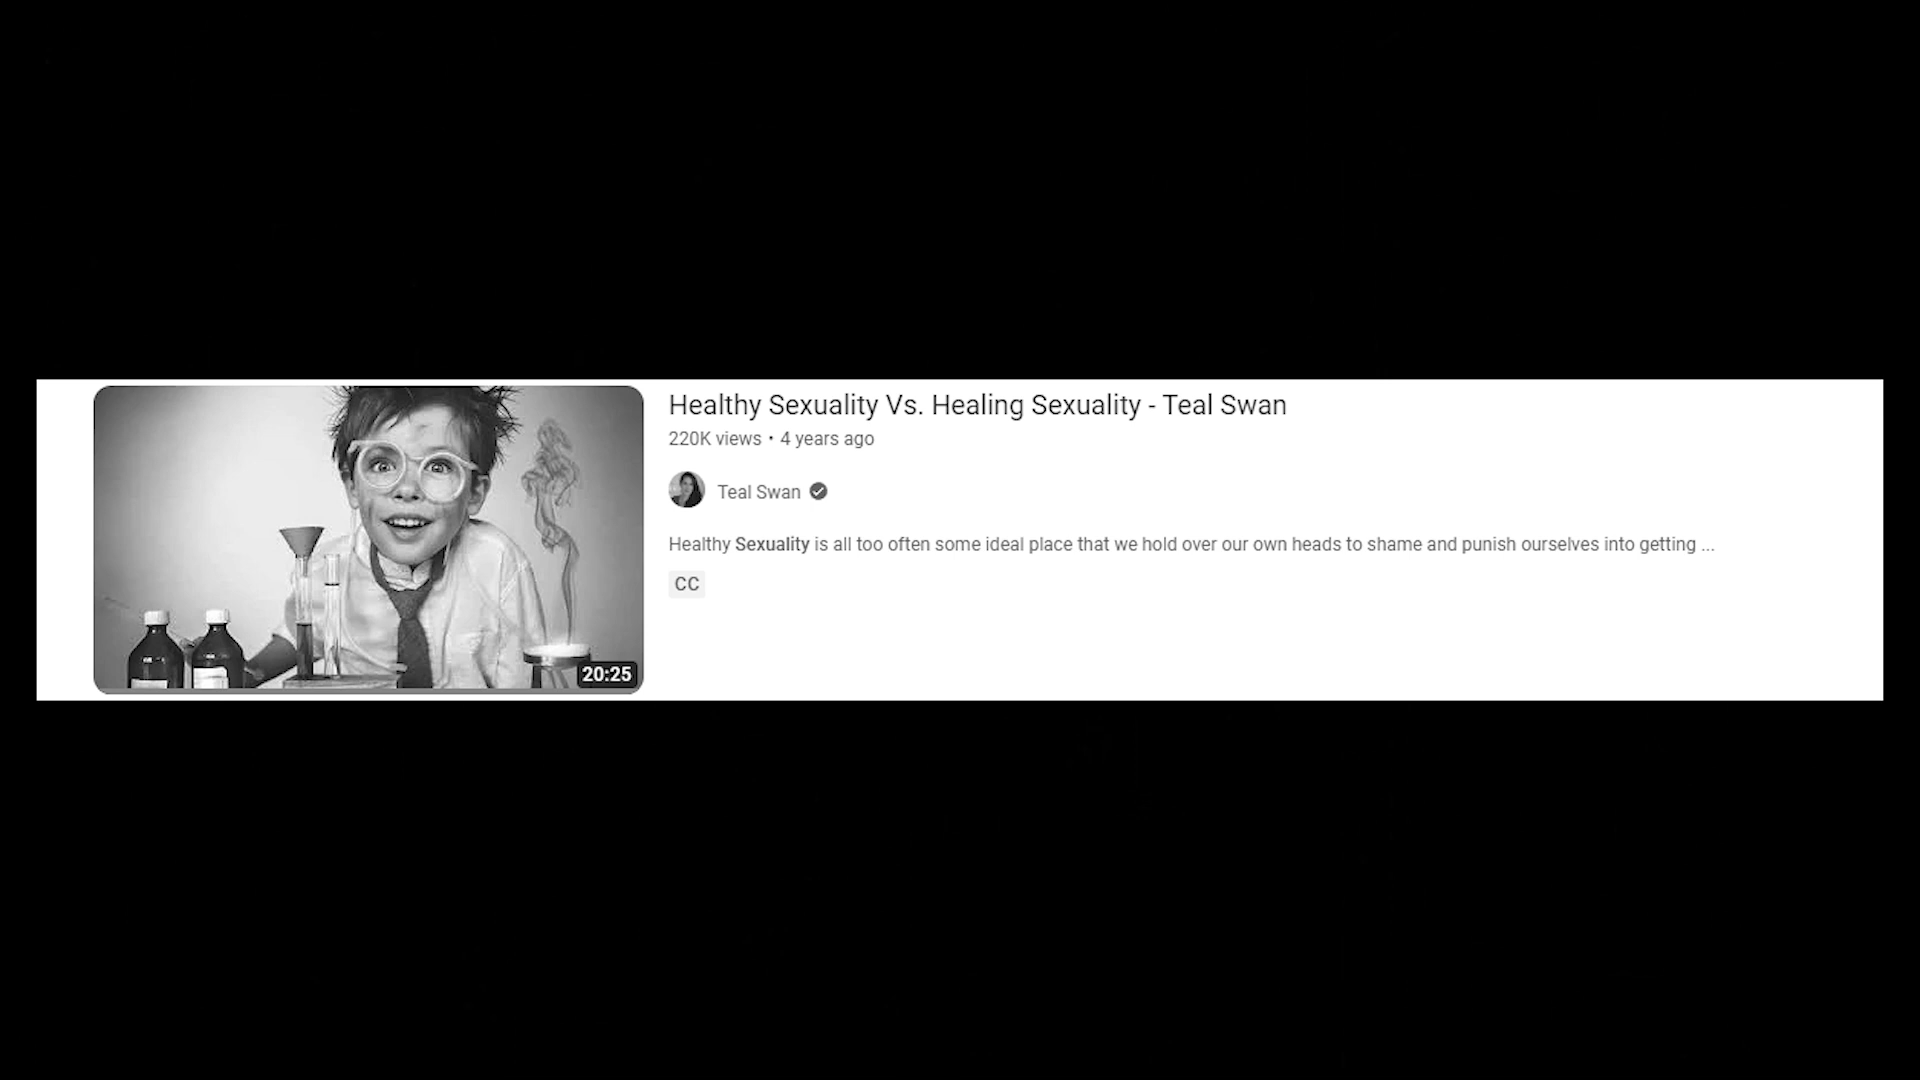 Healthy Sexuality Vs. Healing Sexuality - Teal Swan
220K views • 4 years ago
Teal Swan
Healthy Sexuality is all too often some ideal place that we hold over our own heads to shame and punish ourselves into getting ...
CC
20:25